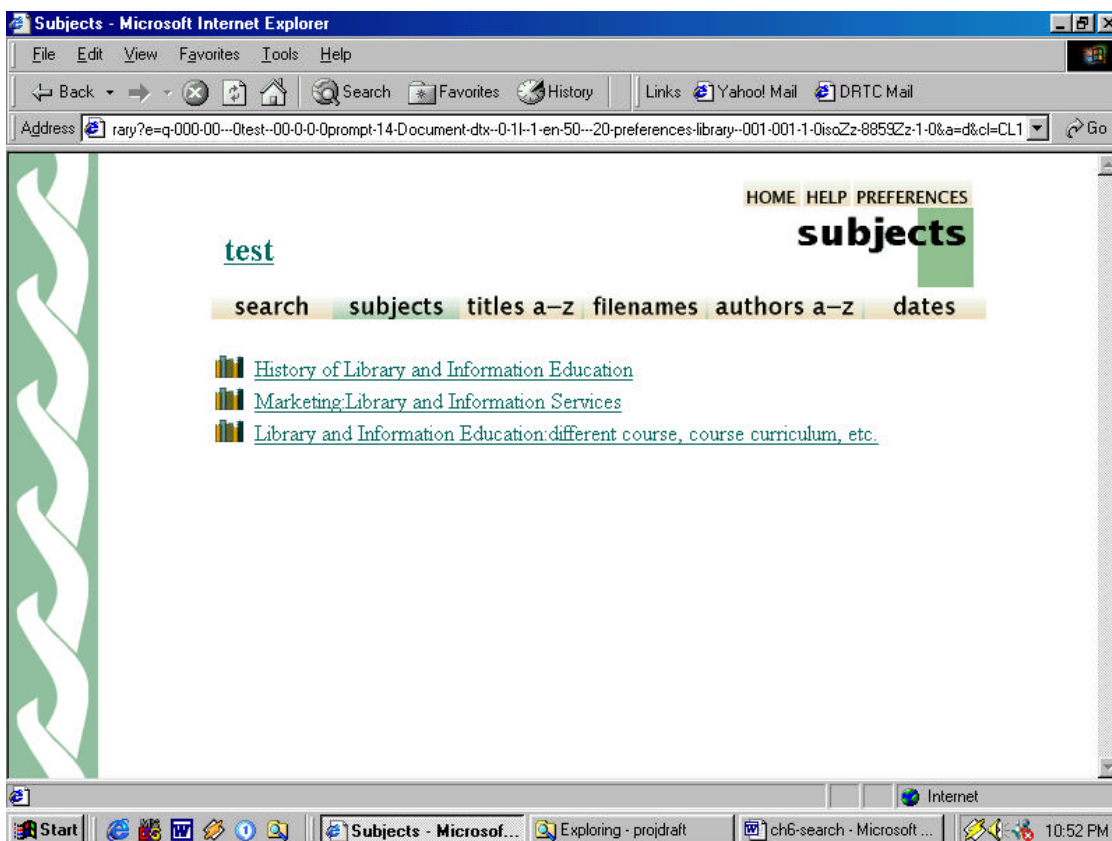 Subjects - Microsoft Internet Explorer
File Edit View Favorites Tools Help
Back Search Favorites History Links Yahoo! Mail DRTC Mail
Address rary?e=q-000-00---0test--00-0-0-0prompt-14-Document-dtx--0-1l--1-en-50---20-preferences-library--001-001-1-0isoZz-8859Zz-1-0&a=d&cl=CL1 Go
HOME HELP PREFERENCES
subjects
test
search subjects titles a–z filenames authors a–z dates
History of Library and Information Education
Marketing:Library and Information Services
Library and Information Education:different course, course curriculum, etc.
Internet
Start Subjects - Microsof... Exploring - projdraft ch6-search - Microsoft ... 10:52 PM